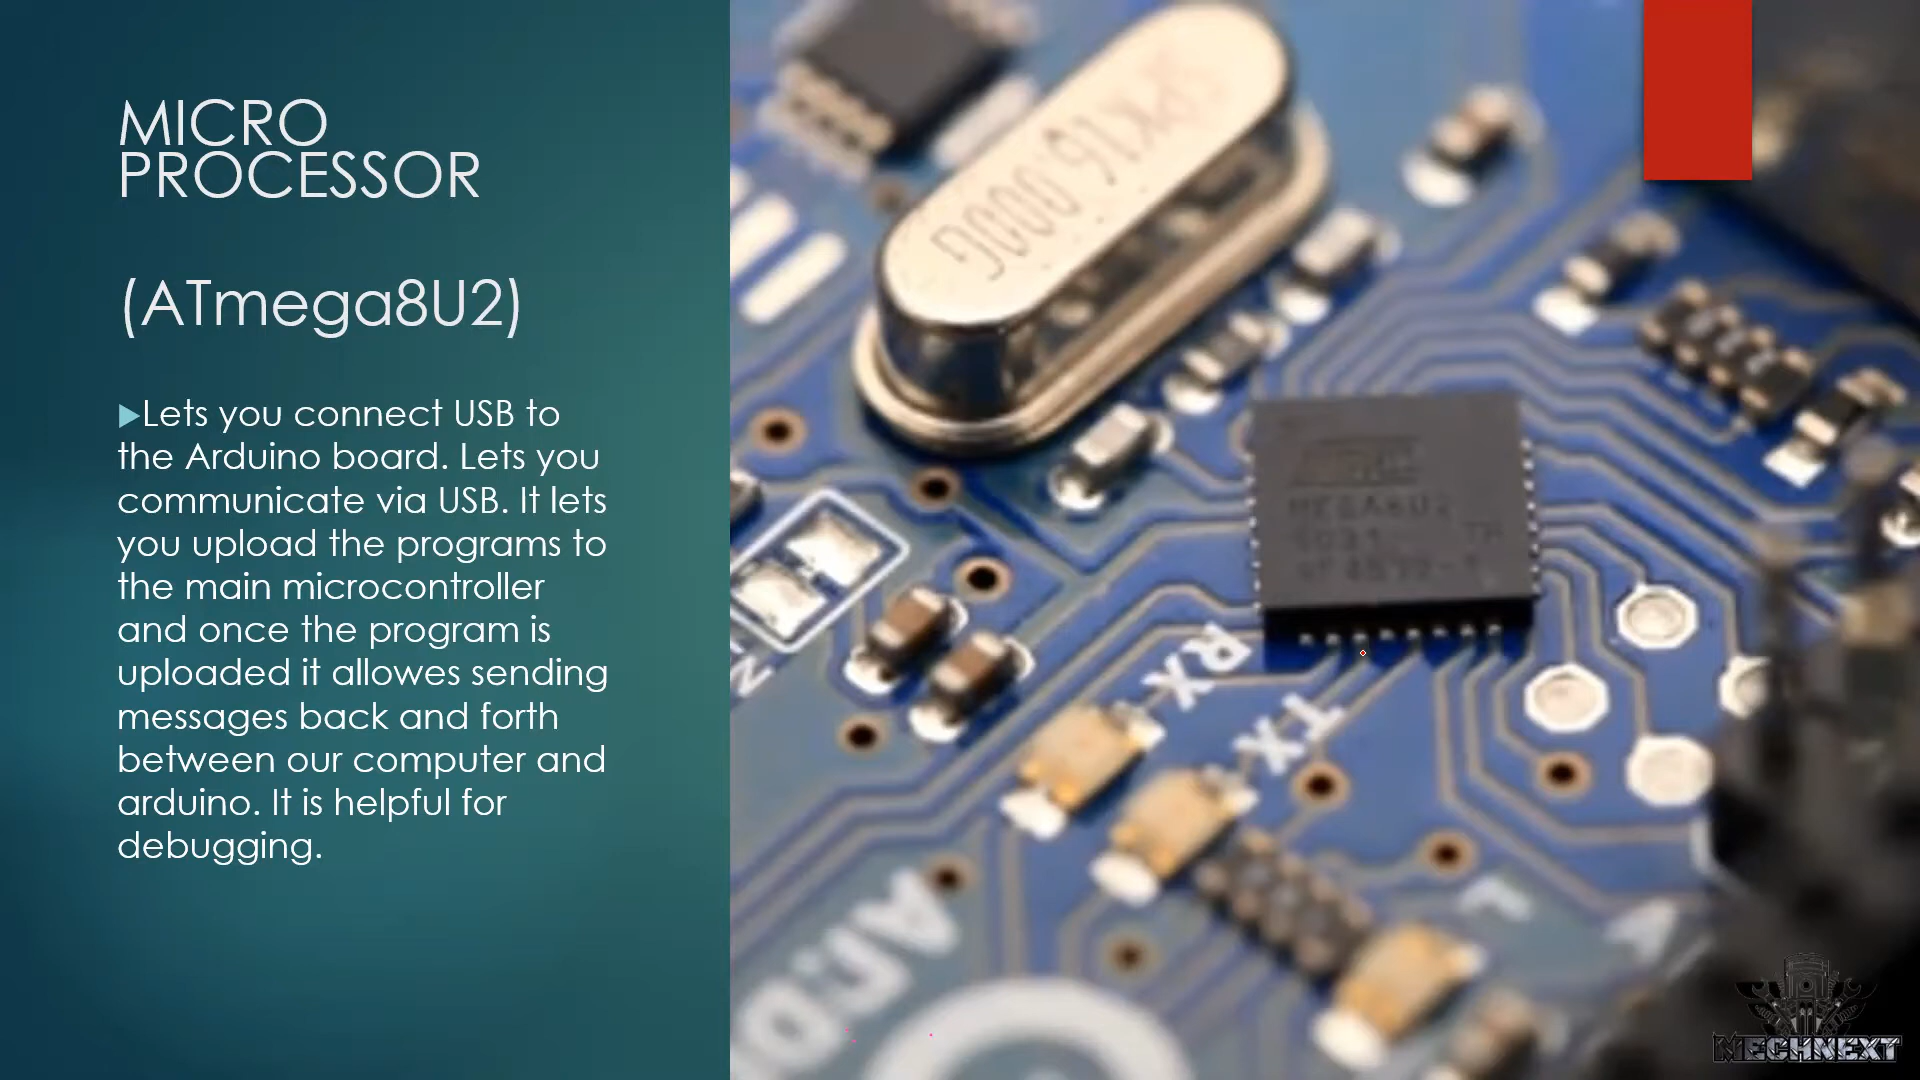 MICRO
PROCESSOR
(ATmega8U2)
Lets you connect USB to
the Arduino board. Lets you
communicate via USB. It lets
you upload the programs to
the main microcontroller
and once the program is
uploaded it allowes sending
messages back and forth
between our computer and
arduino. It is helpful for
debugging.
RX
TX
L
MECHNEXT